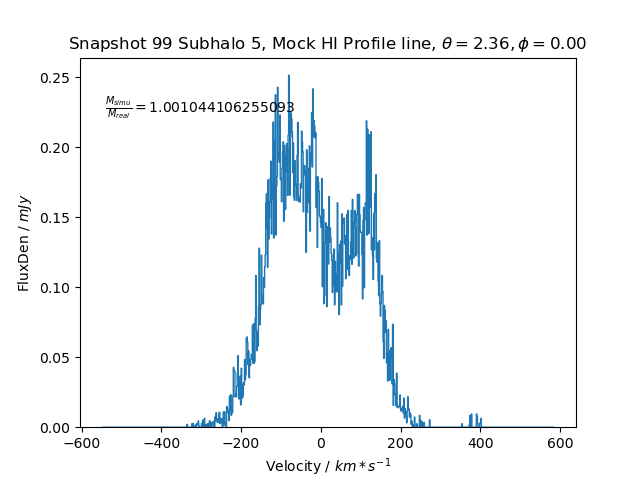 Snapshot 99 Subhalo 5, Mock HI Profile line, θ = 2.36, ϕ = 0.00
M_simu/M_real = 1.001044106255093
FluxDen / mJy
0.25
0.20
0.15
0.10
0.05
0.00
−600 −400 −200 0 200 400 600
Velocity / km * s⁻¹